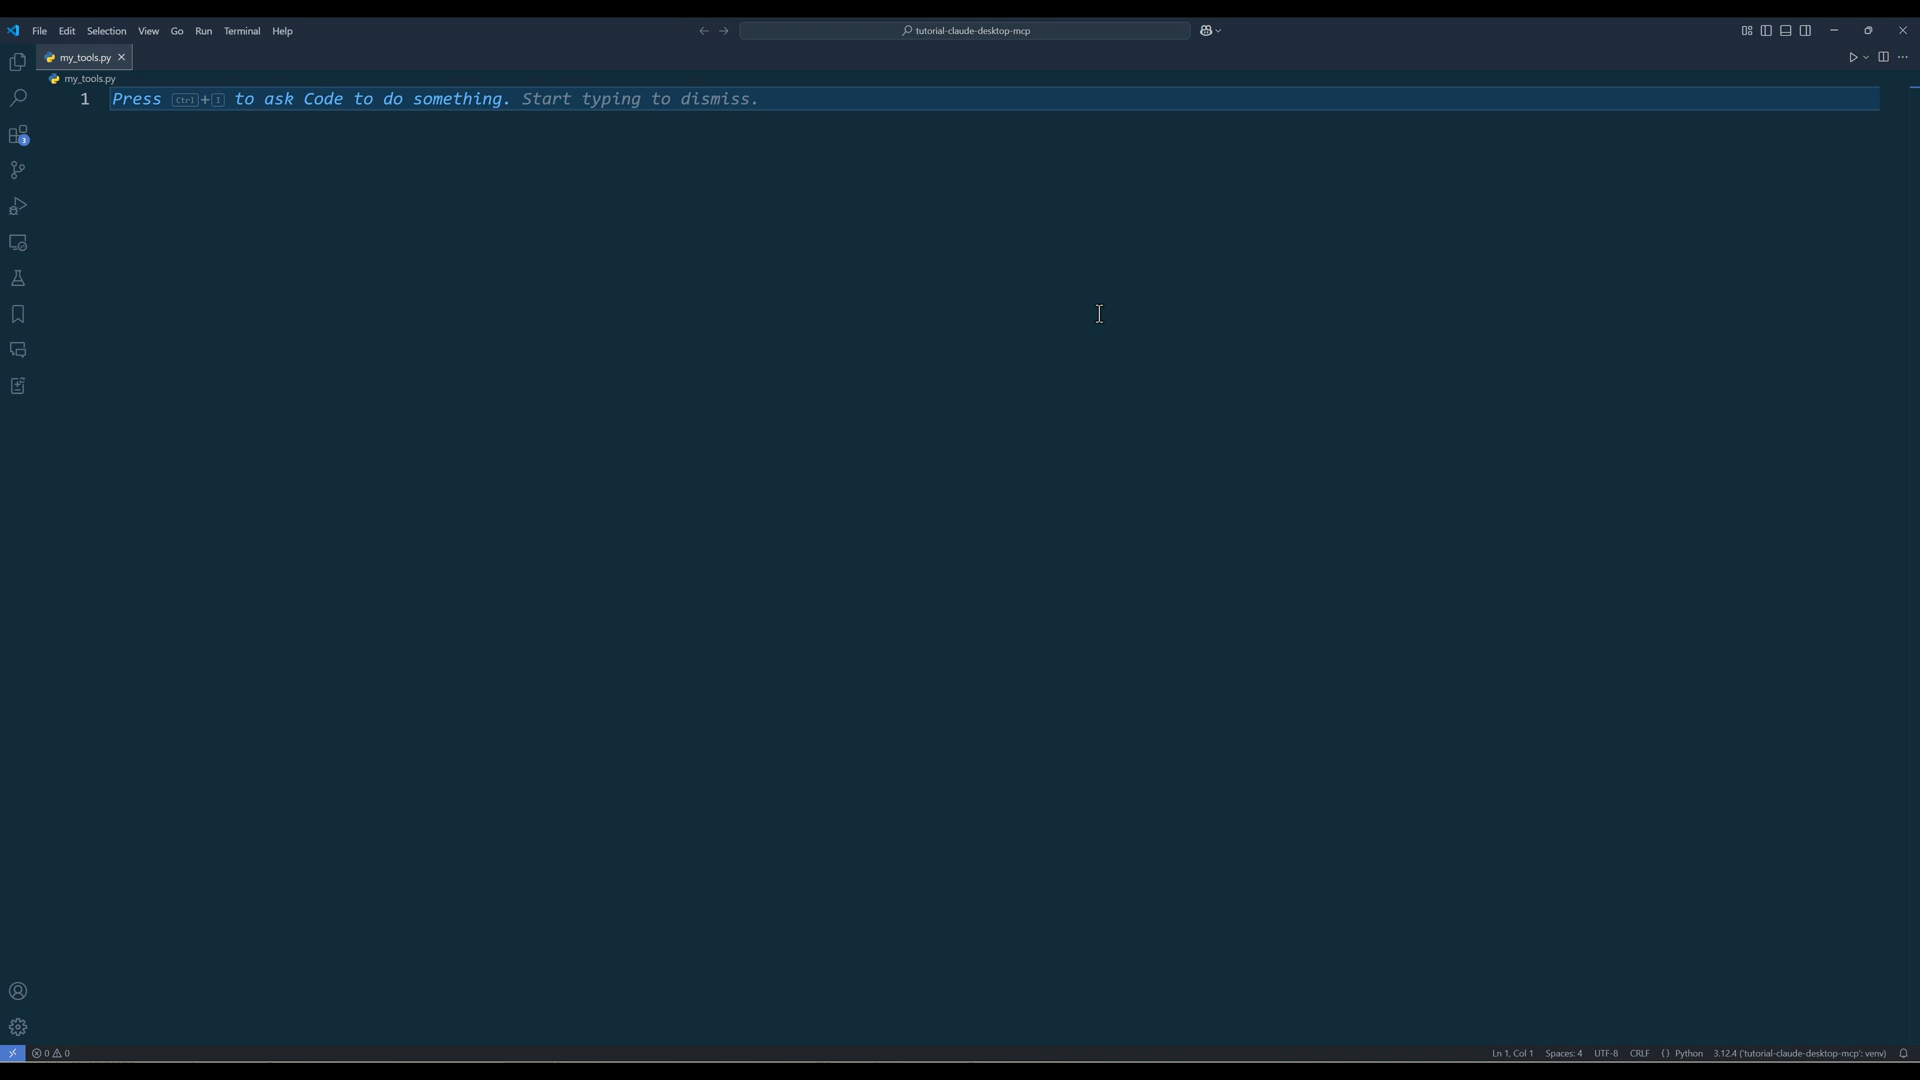 File Edit Selection View Go Run Terminal Help
tutorial-claude-desktop-mcp
my_tools.py
my_tools.py
3
1 Press Ctrl+I to ask Code to do something. Start typing to dismiss.
0 0 Ln 1, Col 1 Spaces: 4 UTF-8 CRLF {} Python 3.12.4 ('tutorial-claude-desktop-mcp': venv)